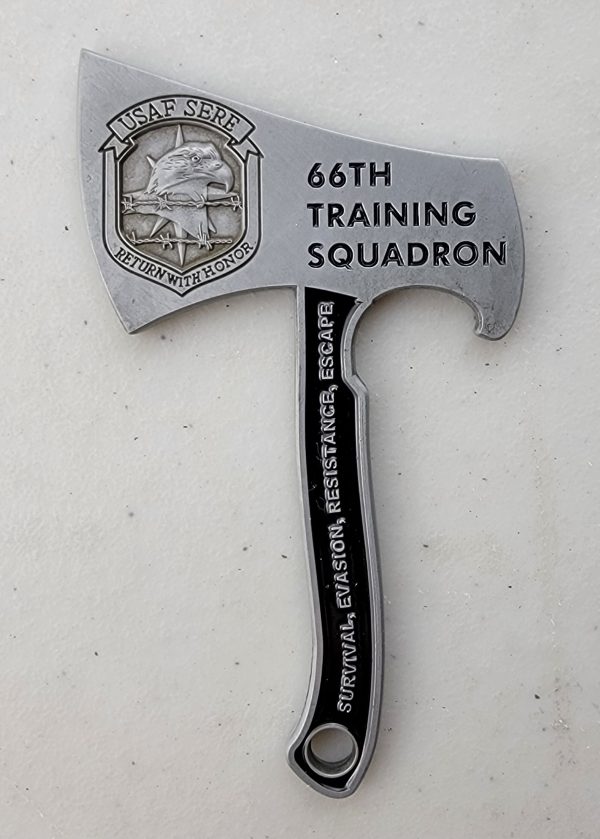 USAF SERE
RETURN WITH HONOR
66TH
TRAINING
SQUADRON
SURVIVAL, EVASION, RESISTANCE, ESCAPE